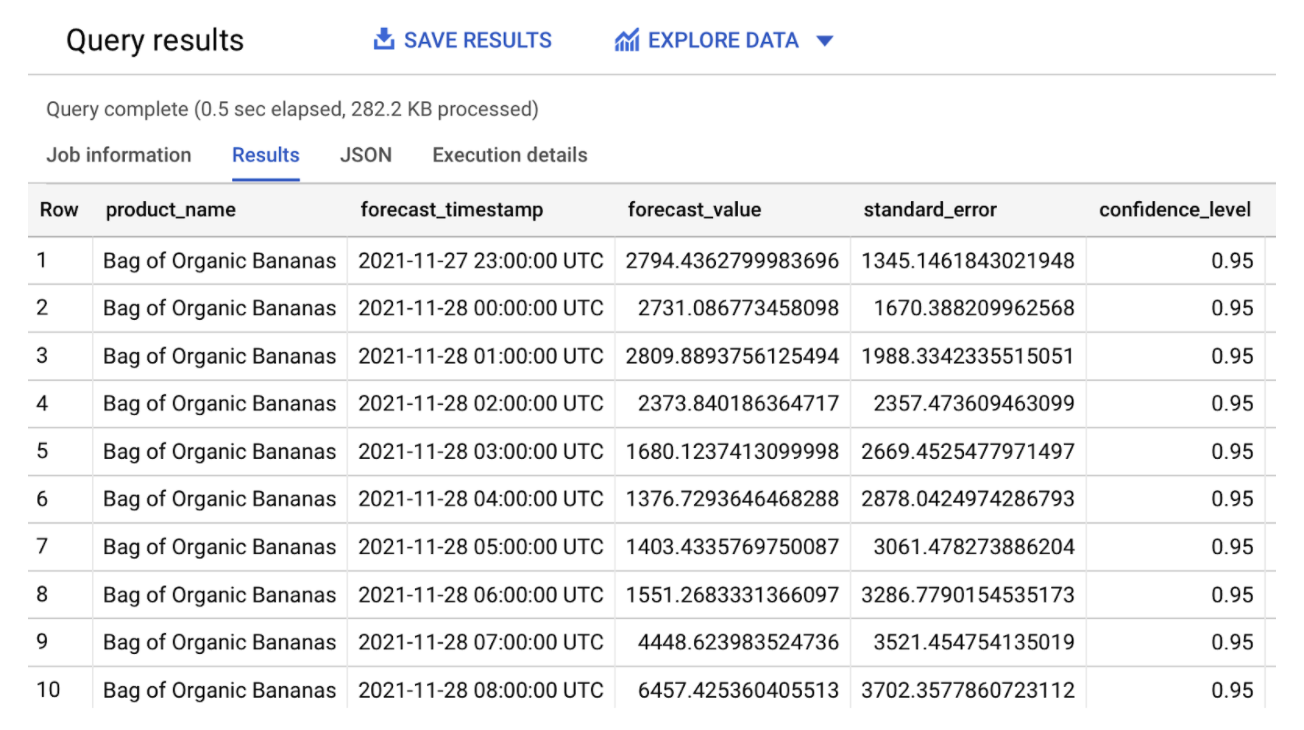 Query results SAVE RESULTS EXPLORE DATA
Query complete (0.5 sec elapsed, 282.2 KB processed)
Job information Results JSON Execution details
Row product_name forecast_timestamp forecast_value standard_error confidence_level
1 Bag of Organic Bananas 2021-11-27 23:00:00 UTC 2794.4362799983696 1345.1461843021948 0.95
2 Bag of Organic Bananas 2021-11-28 00:00:00 UTC 2731.086773458098 1670.388209962568 0.95
3 Bag of Organic Bananas 2021-11-28 01:00:00 UTC 2809.8893756125494 1988.3342335515051 0.95
4 Bag of Organic Bananas 2021-11-28 02:00:00 UTC 2373.840186364717 2357.473609463099 0.95
5 Bag of Organic Bananas 2021-11-28 03:00:00 UTC 1680.1237413099998 2669.4525477971497 0.95
6 Bag of Organic Bananas 2021-11-28 04:00:00 UTC 1376.7293646468288 2878.0424974286793 0.95
7 Bag of Organic Bananas 2021-11-28 05:00:00 UTC 1403.4335769750087 3061.478273886204 0.95
8 Bag of Organic Bananas 2021-11-28 06:00:00 UTC 1551.2683331366097 3286.7790154535173 0.95
9 Bag of Organic Bananas 2021-11-28 07:00:00 UTC 4448.623983524736 3521.454754135019 0.95
10 Bag of Organic Bananas 2021-11-28 08:00:00 UTC 6457.425360405513 3702.3577860723112 0.95